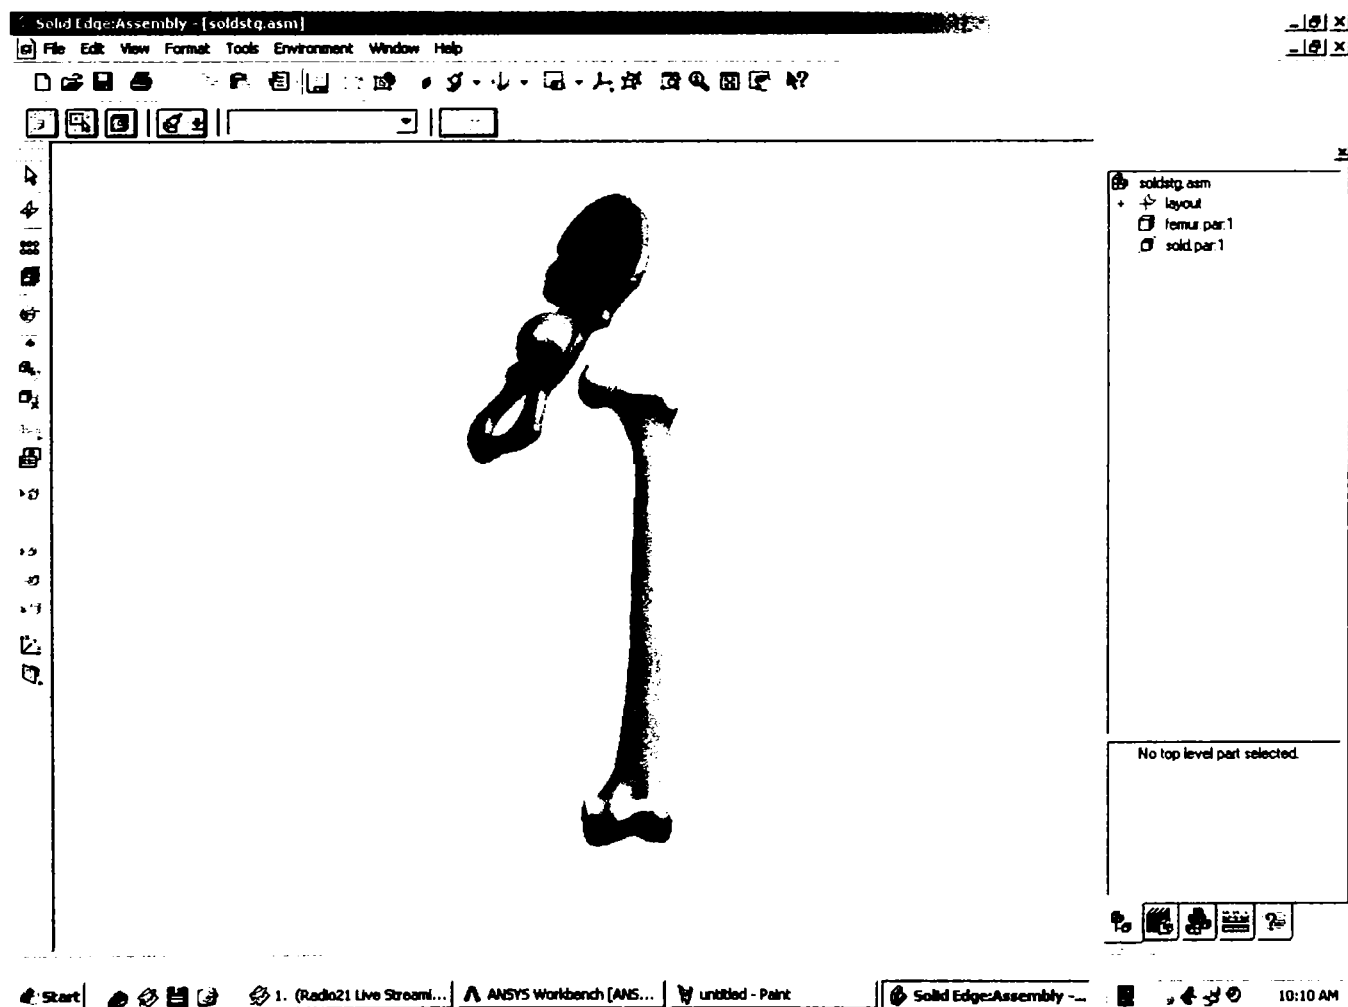 Solid Edge:Assembly - [soldstg.asm]
File Edit View Format Tools Environment Window Help
soldstg.asm
layout
femur.par:1
sold.par:1
No top level part selected.
Start 1. (Radio21 Live Streami... ANSYS Workbench [ANS... untitled - Paint Solid Edge:Assembly -... 10:10 AM